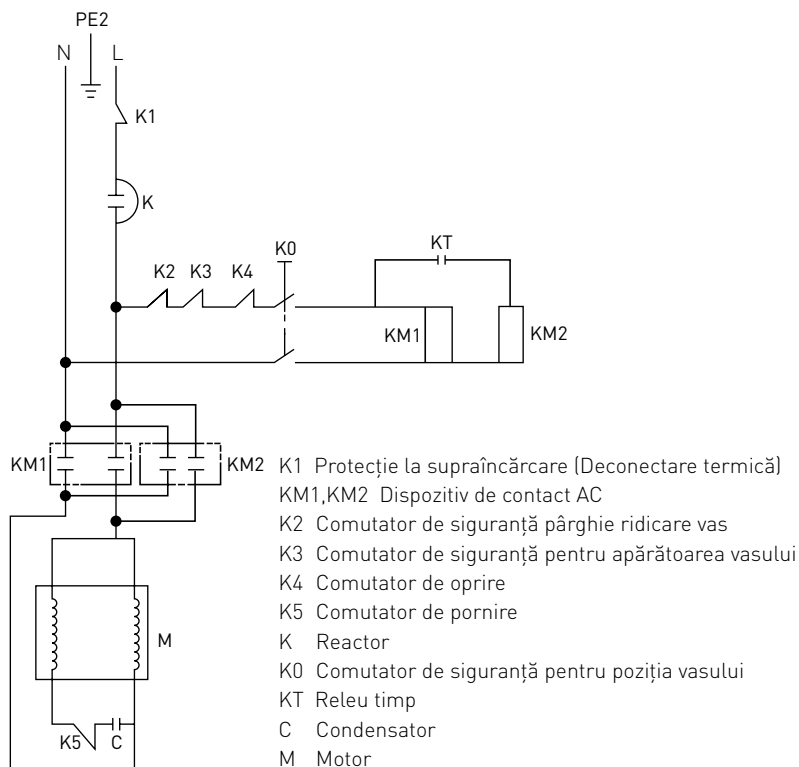 PE2
N L
K1
K
K0 KT
K2 K3 K4
KM1 KM2
KM1 KM2
K1 Protecție la supraîncărcare (Deconectare termică)
KM1,KM2 Dispozitiv de contact AC
K2 Comutator de siguranță pârghie ridicare vas
K3 Comutator de siguranță pentru apărătoarea vasului
K4 Comutator de oprire
K5 Comutator de pornire
K Reactor
K0 Comutator de siguranță pentru poziția vasului
KT Releu timp
C Condensator
M Motor
M
K5 C